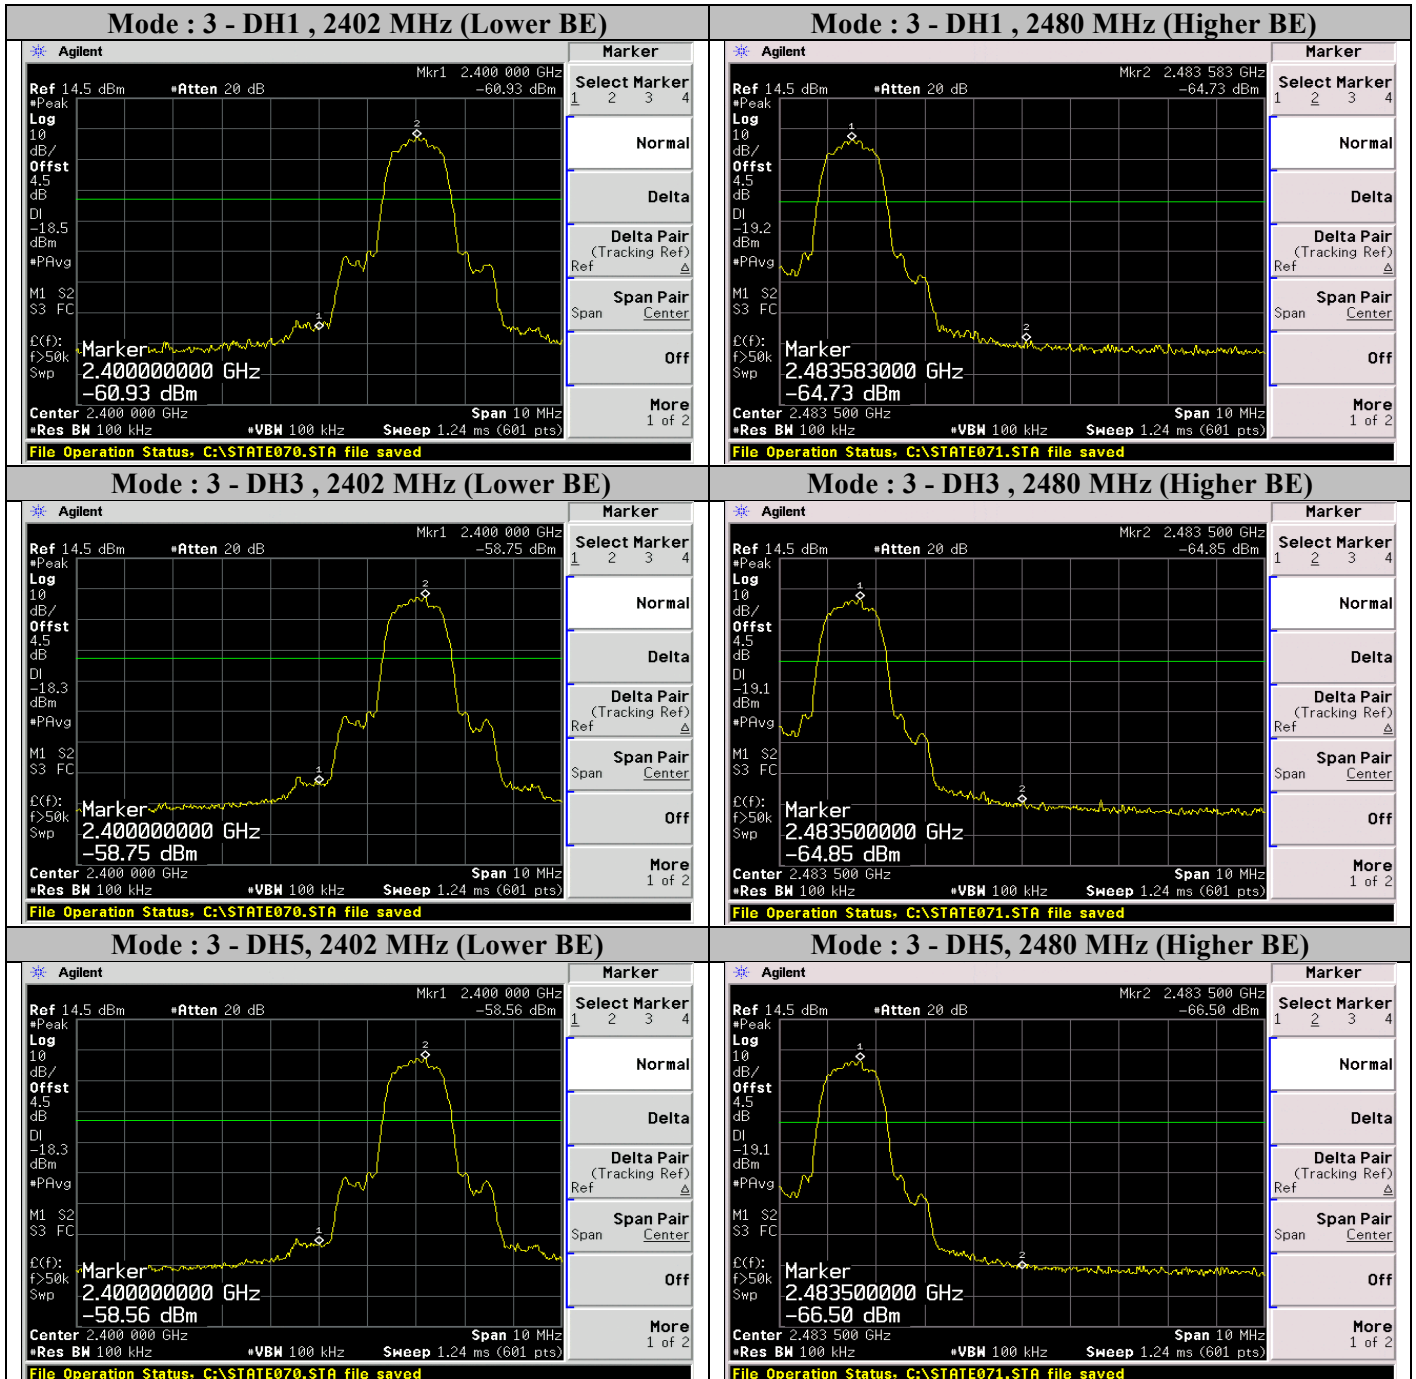 Mode : 3 - DH1 , 2402 MHz (Lower BE)
Agilent
Marker
Mkr1 2.400 000 GHz
Ref 14.5 dBm #Atten 20 dB -60.93 dBm
#Peak
Log
10
dB/
Offst
4.5
dB
DI
-18.5
dBm
#PAvg
M1 S2
S3 FC
£(f):
f>50k
Swp
2
1
Marker
2.400000000 GHz
-60.93 dBm
Center 2.400 000 GHz Span 10 MHz
#Res BW 100 kHz #VBW 100 kHz Sweep 1.24 ms (601 pts)
File Operation Status, C:\STATE070.STA file saved
Select Marker
1 2 3 4
Normal
Delta
Delta Pair
(Tracking Ref)
Ref Δ
Span Pair
Span Center
Off
More
1 of 2
Mode : 3 - DH1 , 2480 MHz (Higher BE)
Agilent
Marker
Mkr2 2.483 583 GHz
Ref 14.5 dBm #Atten 20 dB -64.73 dBm
#Peak
Log
10
dB/
Offst
4.5
dB
DI
-19.2
dBm
#PAvg
M1 S2
S3 FC
£(f):
f>50k
Swp
1
2
Marker
2.483583000 GHz
-64.73 dBm
Center 2.483 500 GHz Span 10 MHz
#Res BW 100 kHz #VBW 100 kHz Sweep 1.24 ms (601 pts)
File Operation Status, C:\STATE071.STA file saved
Select Marker
1 2 3 4
Normal
Delta
Delta Pair
(Tracking Ref)
Ref Δ
Span Pair
Span Center
Off
More
1 of 2
Mode : 3 - DH3 , 2402 MHz (Lower BE)
Agilent
Marker
Mkr1 2.400 000 GHz
Ref 14.5 dBm #Atten 20 dB -58.75 dBm
#Peak
Log
10
dB/
Offst
4.5
dB
DI
-18.3
dBm
#PAvg
M1 S2
S3 FC
£(f):
f>50k
Swp
2
1
Marker
2.400000000 GHz
-58.75 dBm
Center 2.400 000 GHz Span 10 MHz
#Res BW 100 kHz #VBW 100 kHz Sweep 1.24 ms (601 pts)
File Operation Status, C:\STATE070.STA file saved
Select Marker
1 2 3 4
Normal
Delta
Delta Pair
(Tracking Ref)
Ref Δ
Span Pair
Span Center
Off
More
1 of 2
Mode : 3 - DH3 , 2480 MHz (Higher BE)
Agilent
Marker
Mkr2 2.483 500 GHz
Ref 14.5 dBm #Atten 20 dB -64.85 dBm
#Peak
Log
10
dB/
Offst
4.5
dB
DI
-19.1
dBm
#PAvg
M1 S2
S3 FC
£(f):
f>50k
Swp
1
2
Marker
2.483500000 GHz
-64.85 dBm
Center 2.483 500 GHz Span 10 MHz
#Res BW 100 kHz #VBW 100 kHz Sweep 1.24 ms (601 pts)
File Operation Status, C:\STATE071.STA file saved
Select Marker
1 2 3 4
Normal
Delta
Delta Pair
(Tracking Ref)
Ref Δ
Span Pair
Span Center
Off
More
1 of 2
Mode : 3 - DH5, 2402 MHz (Lower BE)
Agilent
Marker
Mkr1 2.400 000 GHz
Ref 14.5 dBm #Atten 20 dB -58.56 dBm
#Peak
Log
10
dB/
Offst
4.5
dB
DI
-18.3
dBm
#PAvg
M1 S2
S3 FC
£(f):
f>50k
Swp
2
1
Marker
2.400000000 GHz
-58.56 dBm
Center 2.400 000 GHz Span 10 MHz
#Res BW 100 kHz #VBW 100 kHz Sweep 1.24 ms (601 pts)
File Operation Status, C:\STATE070.STA file saved
Select Marker
1 2 3 4
Normal
Delta
Delta Pair
(Tracking Ref)
Ref Δ
Span Pair
Span Center
Off
More
1 of 2
Mode : 3 - DH5, 2480 MHz (Higher BE)
Agilent
Marker
Mkr2 2.483 500 GHz
Ref 14.5 dBm #Atten 20 dB -66.50 dBm
#Peak
Log
10
dB/
Offst
4.5
dB
DI
-19.1
dBm
#PAvg
M1 S2
S3 FC
£(f):
f>50k
Swp
1
2
Marker
2.483500000 GHz
-66.50 dBm
Center 2.483 500 GHz Span 10 MHz
#Res BW 100 kHz #VBW 100 kHz Sweep 1.24 ms (601 pts)
File Operation Status, C:\STATE071.STA file saved
Select Marker
1 2 3 4
Normal
Delta
Delta Pair
(Tracking Ref)
Ref Δ
Span Pair
Span Center
Off
More
1 of 2